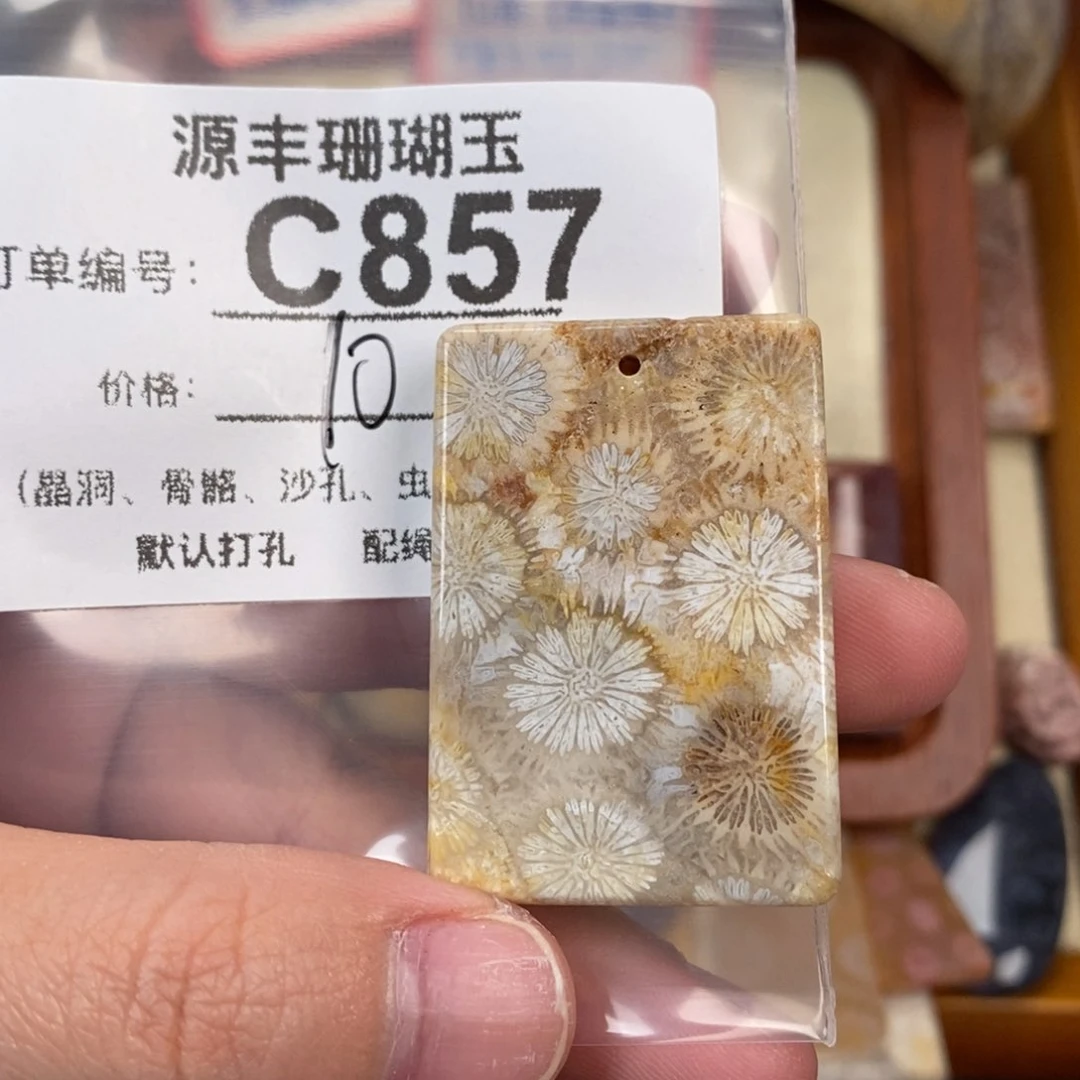 源丰珊瑚玉
C857
订单编号:
价格: 10
(晶洞、骨骼、沙孔、虫
默认打孔 配绳